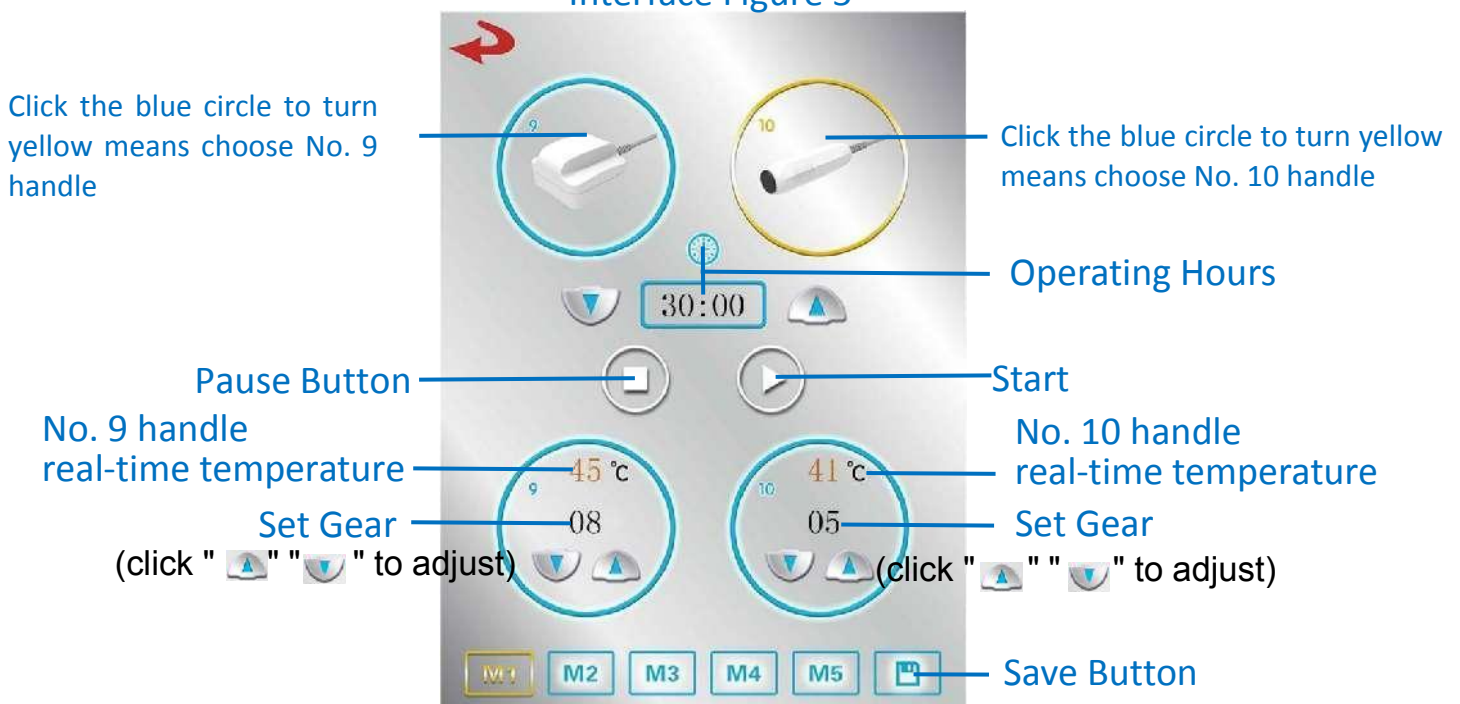 Click the blue circle to turn
yellow means choose No. 9
handle
9
10
Click the blue circle to turn yellow
means choose No. 10 handle
Operating Hours
30:00
Pause Button
Start
No. 9 handle
real-time temperature
45 ℃
9
Set Gear
08
(click " " " " to adjust)
No. 10 handle
real-time temperature
41 ℃
10
Set Gear
05
(click " " " " to adjust)
M1 M2 M3 M4 M5
Save Button